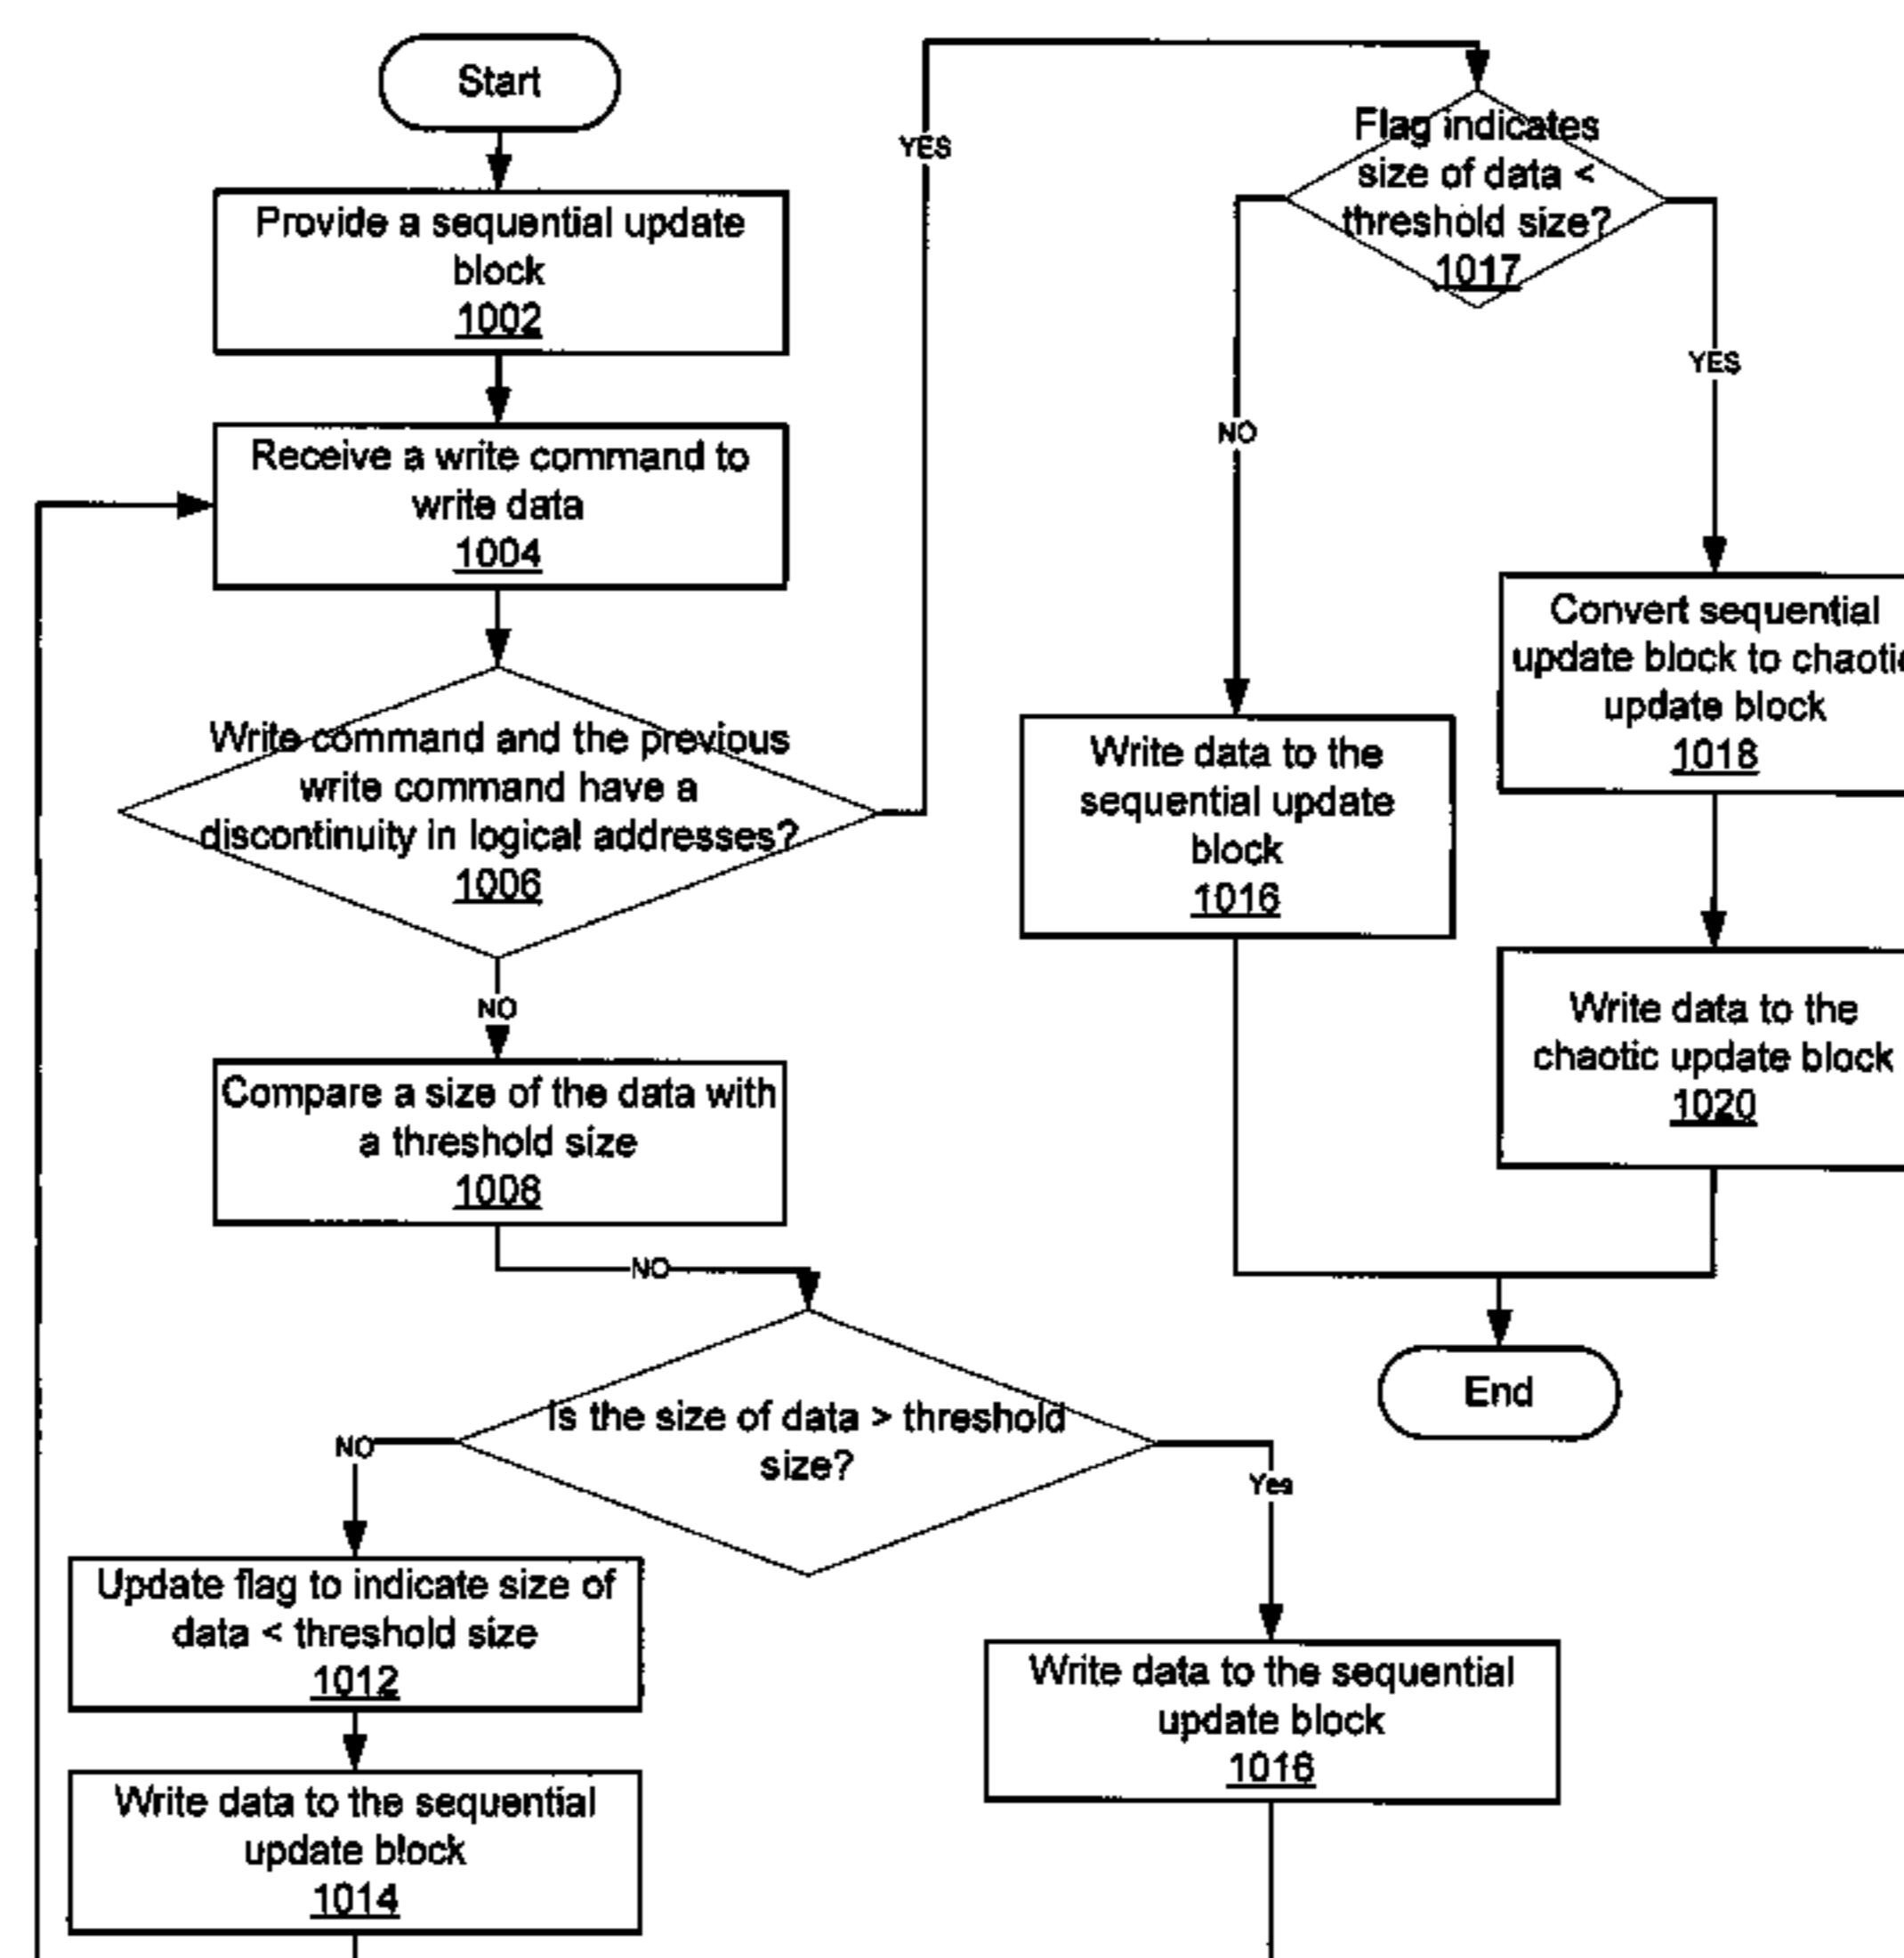 Start
Provide a sequential update
block
1002
Receive a write command to
write data
1004
Write command and the previous
write command have a
discontinuity in logical addresses?
1006
NO
Compare a size of the data with
a threshold size
1008
NO
Is the size of data > threshold
size?
NO
Yes
Update flag to indicate size of
data < threshold size
1012
Write data to the sequential
update block
1014
Write data to the sequential
update block
1016
YES
Flag indicates
size of data <
threshold size?
1017
NO
YES
Write data to the
sequential update
block
1016
Convert sequential
update block to chaotic
update block
1018
Write data to the
chaotic update block
1020
End